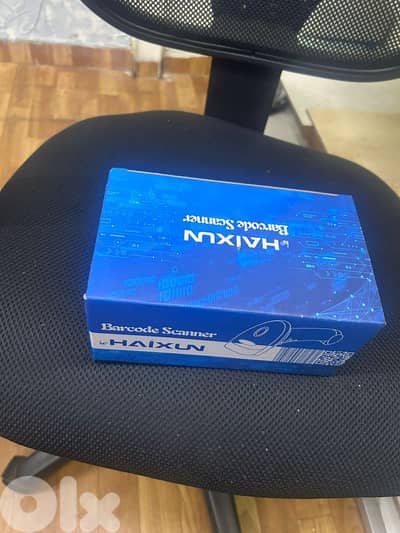 HAIXUN
Barcode Scanner
Barcode Scanner
HAIXUN
olx